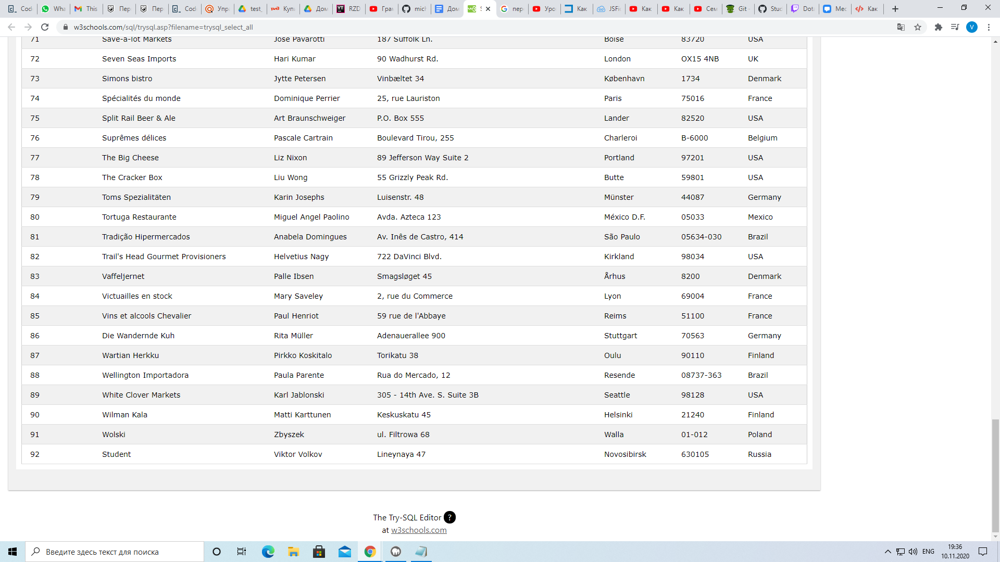 Code
Wha
This
Пер
Пер
Code
Упра
test_
Купи
Дом
RZD
Гран
mich
Дом
S
пере
Уро
Как
JSFi
Как
Как
Сем
Git
Stud
Dota
Мес
Как
w3schools.com/sql/trysql.asp?filename=trysql_select_all
V
71 Save-a-lot Markets Jose Pavarotti 187 Suffolk Ln. Boise 83720 USA
72 Seven Seas Imports Hari Kumar 90 Wadhurst Rd. London OX15 4NB UK
73 Simons bistro Jytte Petersen Vinbæltet 34 København 1734 Denmark
74 Spécialités du monde Dominique Perrier 25, rue Lauriston Paris 75016 France
75 Split Rail Beer & Ale Art Braunschweiger P.O. Box 555 Lander 82520 USA
76 Suprêmes délices Pascale Cartrain Boulevard Tirou, 255 Charleroi B-6000 Belgium
77 The Big Cheese Liz Nixon 89 Jefferson Way Suite 2 Portland 97201 USA
78 The Cracker Box Liu Wong 55 Grizzly Peak Rd. Butte 59801 USA
79 Toms Spezialitäten Karin Josephs Luisenstr. 48 Münster 44087 Germany
80 Tortuga Restaurante Miguel Angel Paolino Avda. Azteca 123 México D.F. 05033 Mexico
81 Tradição Hipermercados Anabela Domingues Av. Inês de Castro, 414 São Paulo 05634-030 Brazil
82 Trail's Head Gourmet Provisioners Helvetius Nagy 722 DaVinci Blvd. Kirkland 98034 USA
83 Vaffeljernet Palle Ibsen Smagsløget 45 Århus 8200 Denmark
84 Victuailles en stock Mary Saveley 2, rue du Commerce Lyon 69004 France
85 Vins et alcools Chevalier Paul Henriot 59 rue de l'Abbaye Reims 51100 France
86 Die Wandernde Kuh Rita Müller Adenauerallee 900 Stuttgart 70563 Germany
87 Wartian Herkku Pirkko Koskitalo Torikatu 38 Oulu 90110 Finland
88 Wellington Importadora Paula Parente Rua do Mercado, 12 Resende 08737-363 Brazil
89 White Clover Markets Karl Jablonski 305 - 14th Ave. S. Suite 3B Seattle 98128 USA
90 Wilman Kala Matti Karttunen Keskuskatu 45 Helsinki 21240 Finland
91 Wolski Zbyszek ul. Filtrowa 68 Walla 01-012 Poland
92 Student Viktor Volkov Lineynaya 47 Novosibirsk 630105 Russia
The Try-SQL Editor ?
at w3schools.com
Введите здесь текст для поиска
ENG
19:36
10.11.2020